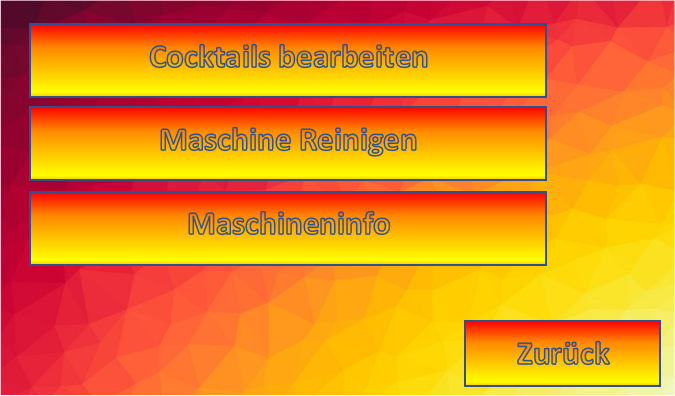 Cocktails bearbeiten
Maschine Reinigen
Maschineninfo
Zurück